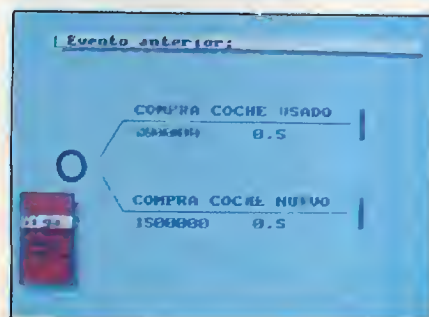 Evento anterior:
COMPRA COCHE USADO
0.5
COMPRA COCHE NUEVO
1500000 0.5